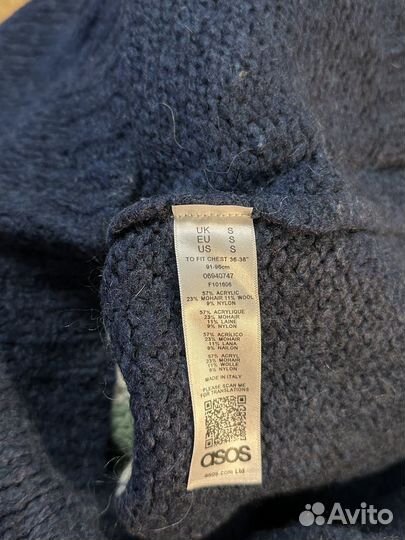 UK S
EU S
US S
TO FIT CHEST 36-38"
91-96cm
06940747
F101606
57% ACRYLIC
23% MOHAIR 11% WOOL
9% NYLON
57% ACRYLIQUE
23% MOHAIR
11% LAINE
9% NYLON
57% ACRILICO
23% MOHAIR
11% LANA
9% NAILON
57% ACRYL
23% MOHAIR
11% WOLLE
9% NYLON
MADE IN ITALY
PLEASE SCAN ME
FOR TRANSLATIONS
asos
asos.com Ltd
Avito